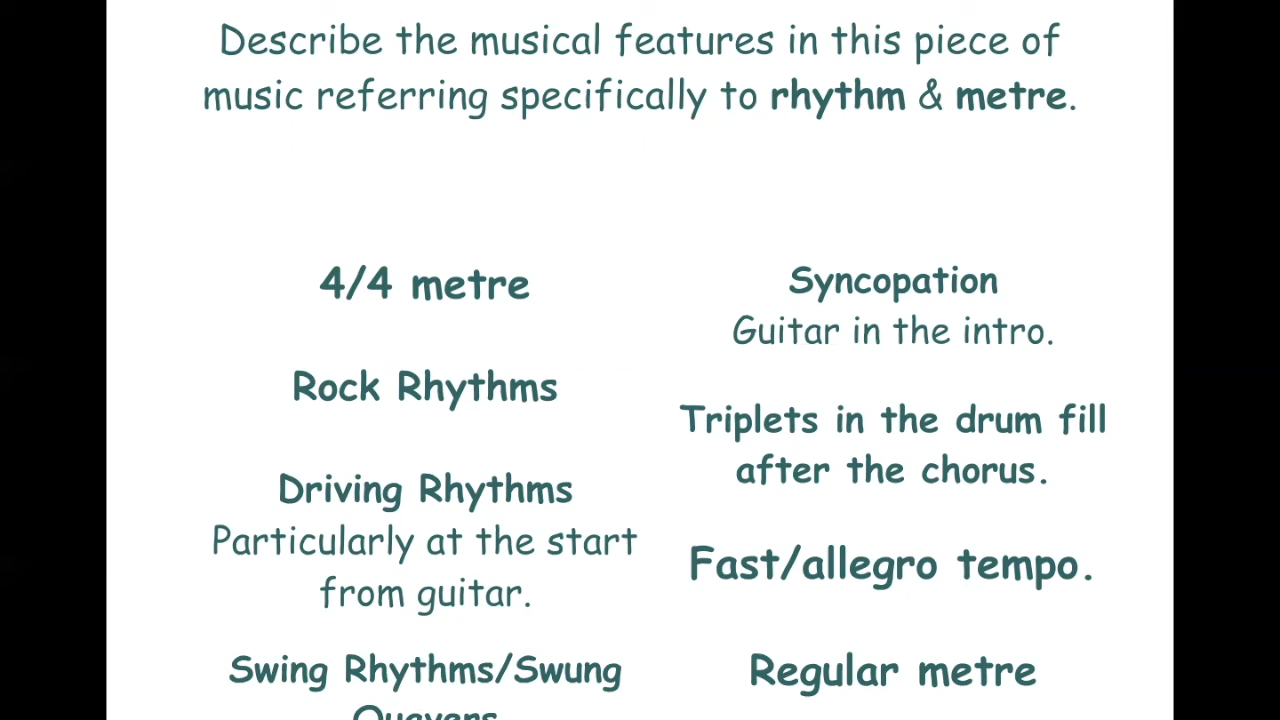 Describe the musical features in this piece of
music referring specifically to rhythm & metre.
4/4 metre
Rock Rhythms
Driving Rhythms
Particularly at the start
from guitar.
Swing Rhythms/Swung
Quavers
Syncopation
Guitar in the intro.
Triplets in the drum fill
after the chorus.
Fast/allegro tempo.
Regular metre